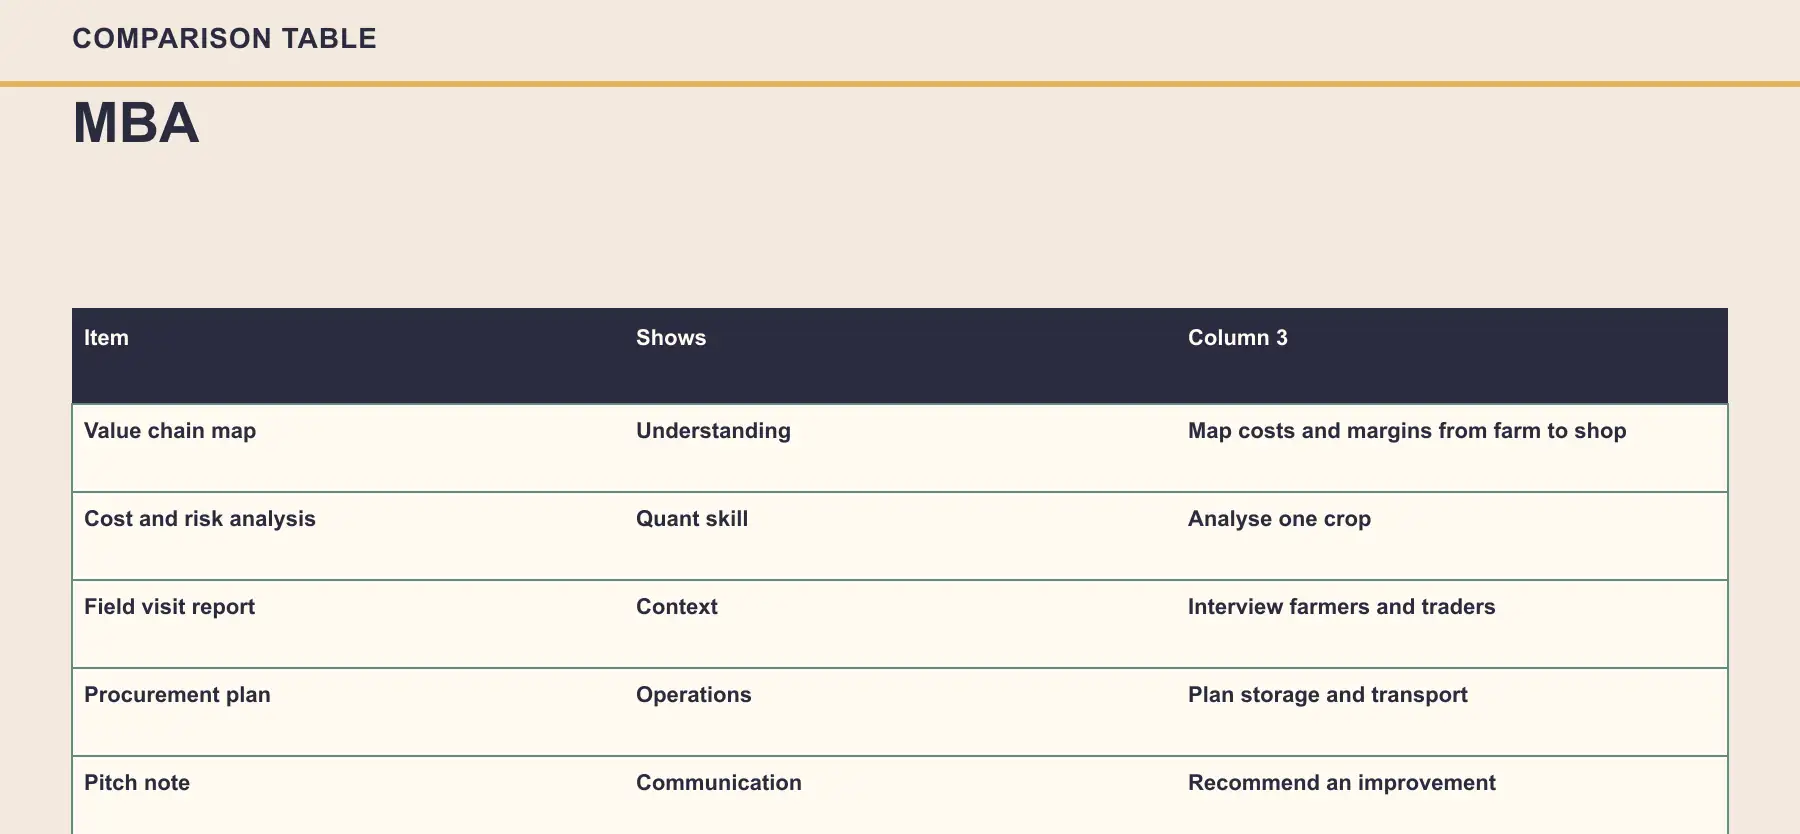 COMPARISON TABLE
MBA
Item Shows Column 3
Value chain map Understanding Map costs and margins from farm to shop
Cost and risk analysis Quant skill Analyse one crop
Field visit report Context Interview farmers and traders
Procurement plan Operations Plan storage and transport
Pitch note Communication Recommend an improvement